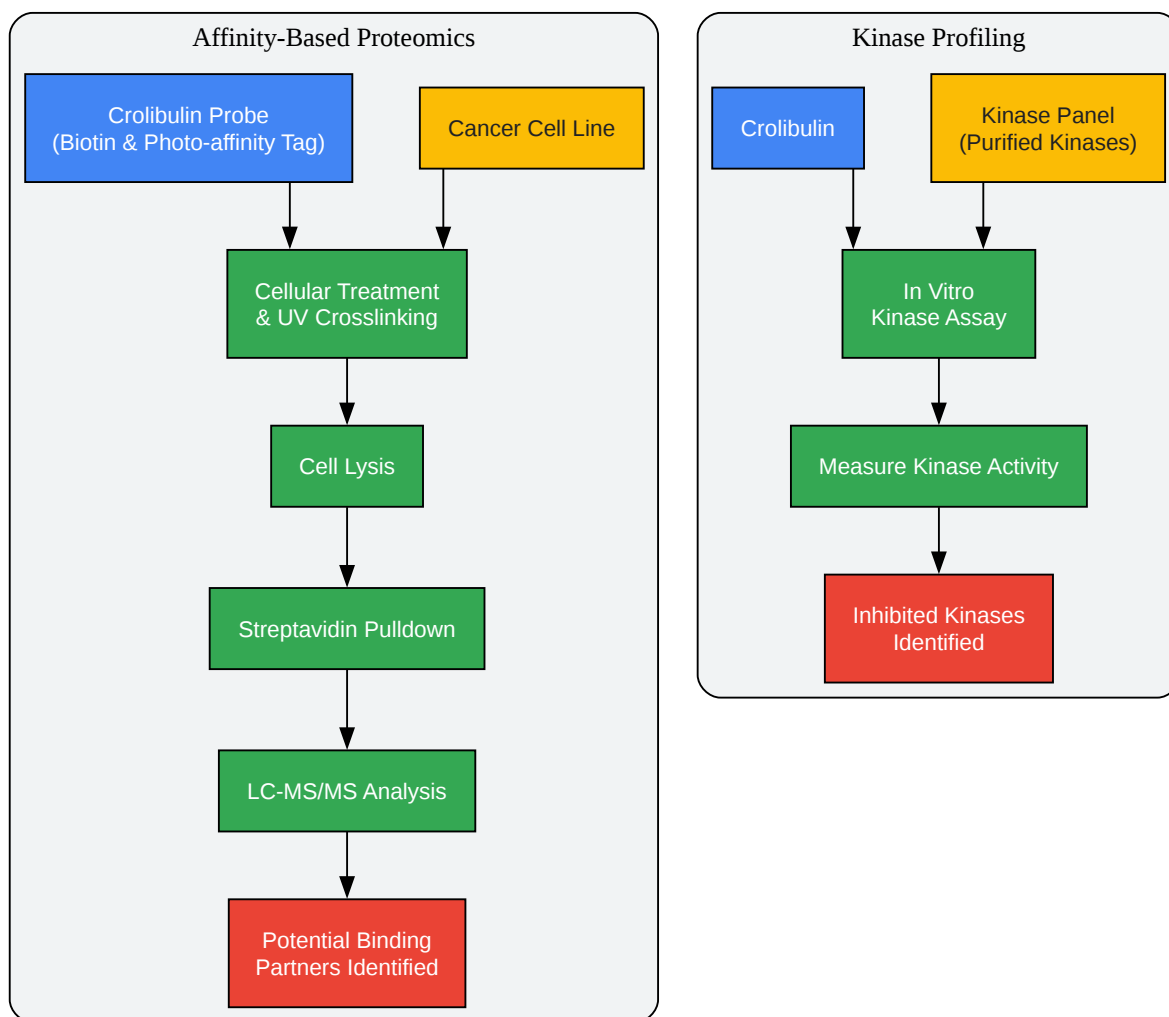 Affinity-Based Proteomics
Crolibulin Probe
(Biotin & Photo-affinity Tag)
Cancer Cell Line
Cellular Treatment
& UV Crosslinking
Cell Lysis
Streptavidin Pulldown
LC-MS/MS Analysis
Potential Binding
Partners Identified
Kinase Profiling
Crolibulin
Kinase Panel
(Purified Kinases)
In Vitro
Kinase Assay
Measure Kinase Activity
Inhibited Kinases
Identified